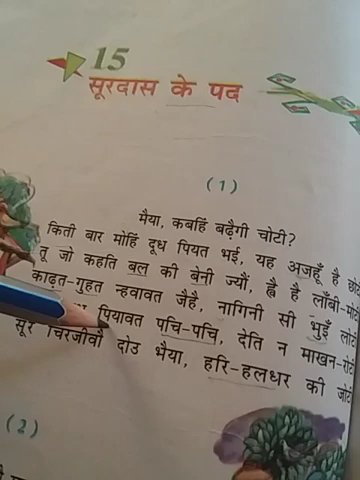 15
सूरदास के पद
(1)
मैया, कबहिं बढ़ैगी चोटी?
किती बार मोहिं दूध पियत भई, यह अजहूँ है
तू जो कहति बल की बेनी ज्यौं, ह्वै है लाँबी-मोटी
काढ़त-गुहत न्हवावत जैहै, नागिनी सी भुइँ लोटी
पियावत पचि-पचि, देति न माखन-रोटी
सूर चिरजीवौ दोउ भैया, हरि-हलधर की जोटी
(2)